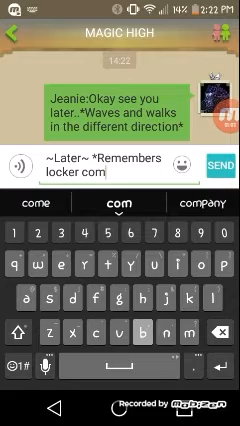 14% 2:22 PM
MAGIC HIGH
14:22
Jeanie:Okay see you
later..*Waves and walks
in the different direction*
~Later~ *Remembers
locker com
SEND
come com company
1 2 3 4 5 6 7 8 9 0
q w e r t y u i o p
a s d f g h j k l
z x c v b n m
☺1# .
Recorded by Mobizen